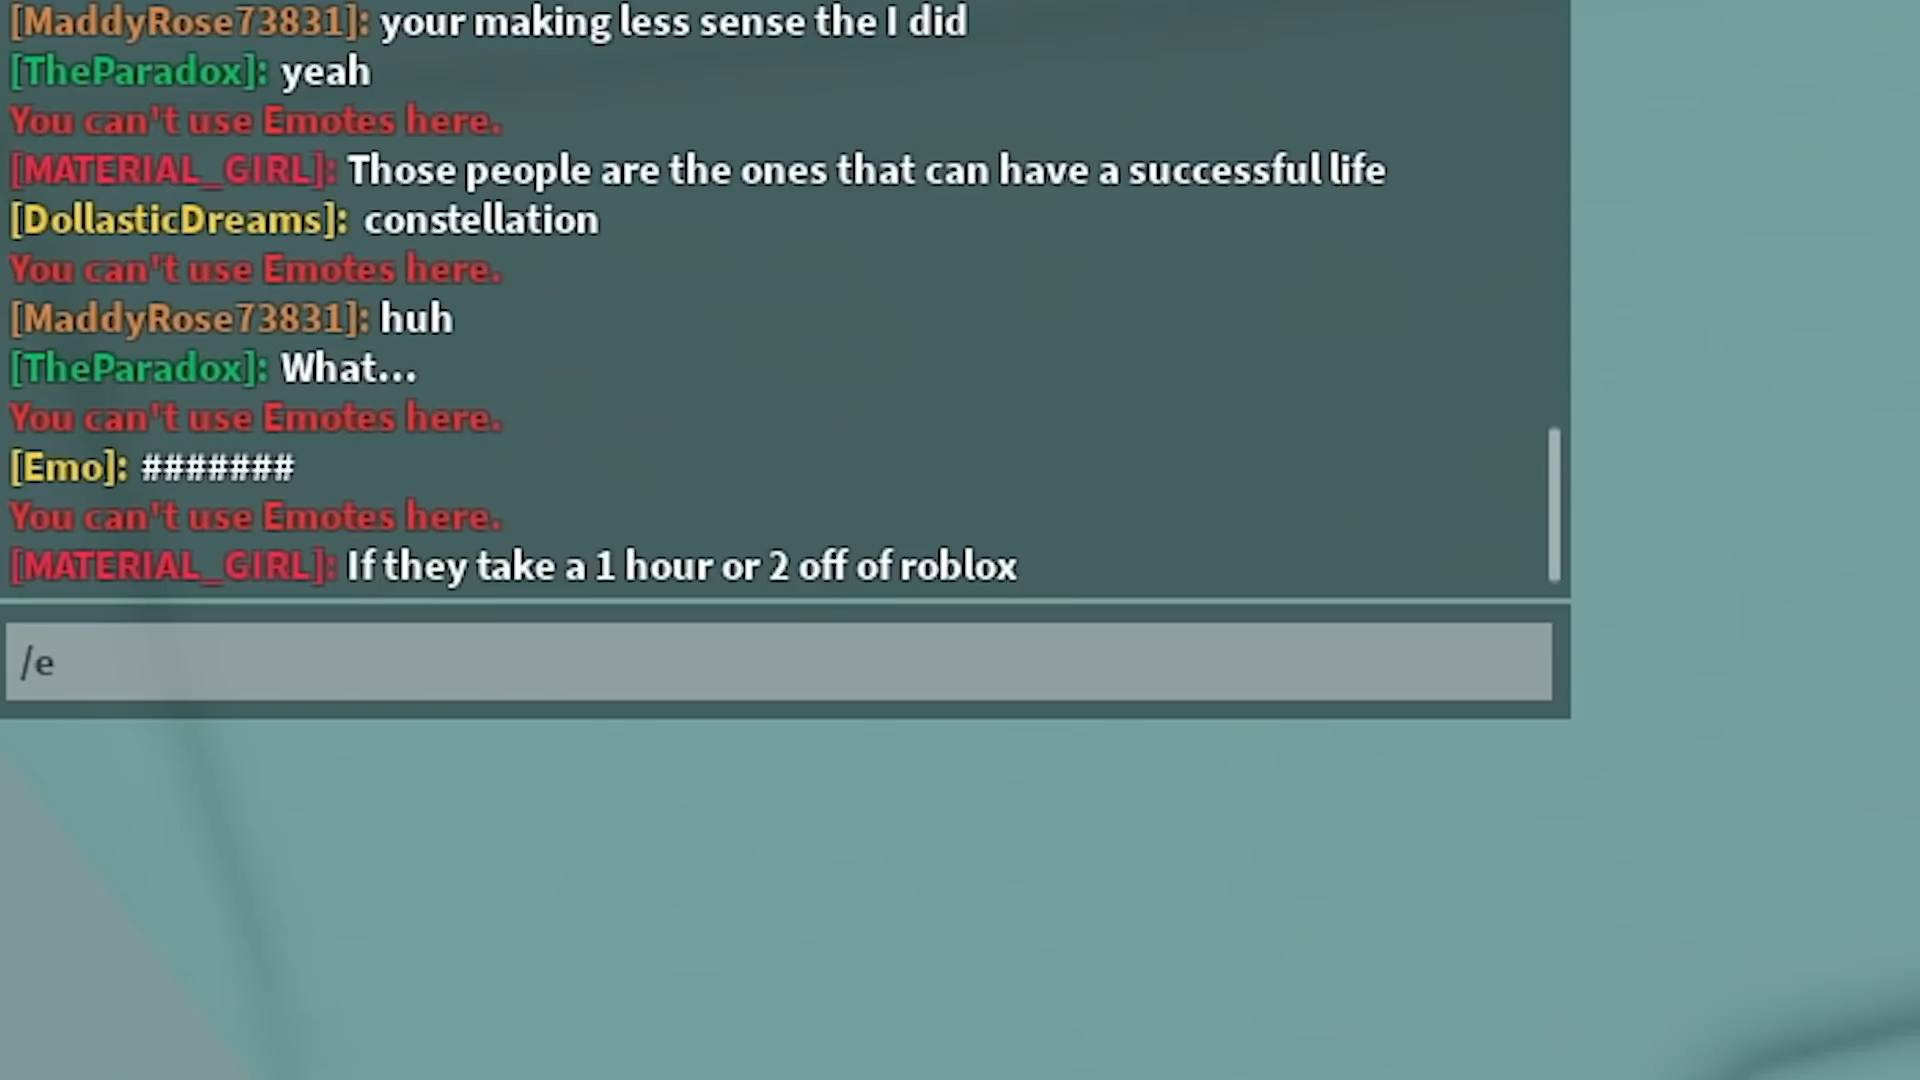 [MaddyRose73831]: your making less sense the I did
[TheParadox]: yeah
You can't use Emotes here.
[MATERIAL_GIRL]: Those people are the ones that can have a successful life
[DollasticDreams]: constellation
You can't use Emotes here.
[MaddyRose73831]: huh
[TheParadox]: What...
You can't use Emotes here.
[Emo]: #######
You can't use Emotes here.
[MATERIAL_GIRL]: If they take a 1 hour or 2 off of roblox
/e